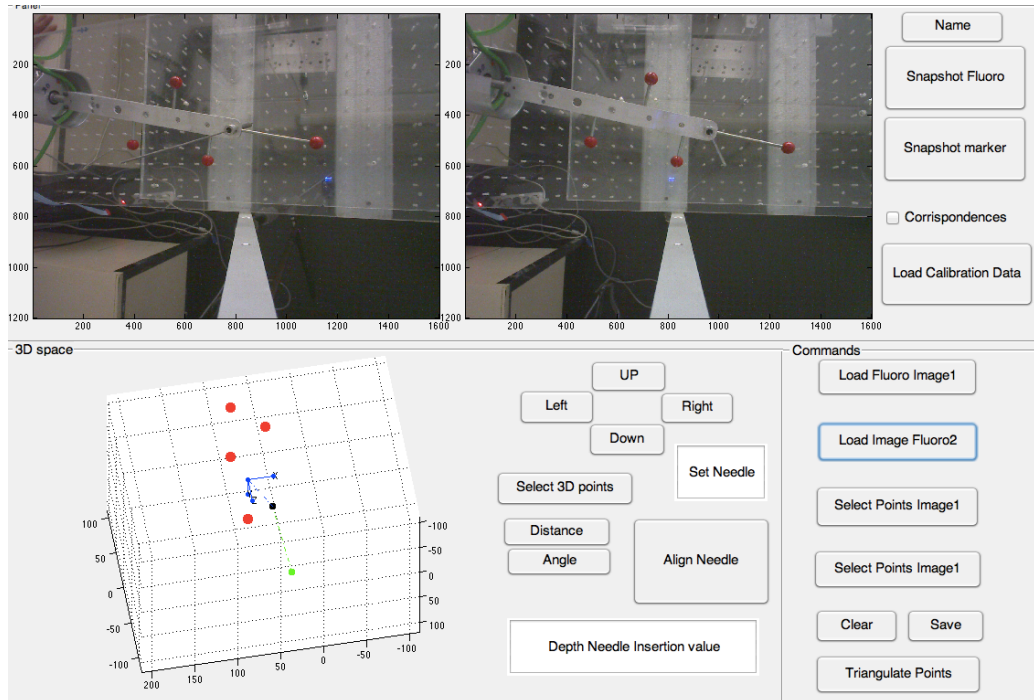 Panel
Name
Snapshot Fluoro
Snapshot marker
Corrispondences
Load Calibration Data
200
400
600
800
1000
1200
200 400 600 800 1000 1200 1400 1600
200
400
600
800
1000
1200
200 400 600 800 1000 1200 1400 1600
3D space
UP
Left
Right
Down
Set Needle
Select 3D points
Distance
Angle
Align Needle
Depth Needle Insertion value
X
100
50
0
-50
-100
200 150 100 50 0 -50 -100
-100
-50
0
50
100
Commands
Load Fluoro Image1
Load Image Fluoro2
Select Points Image1
Select Points Image1
Clear
Save
Triangulate Points